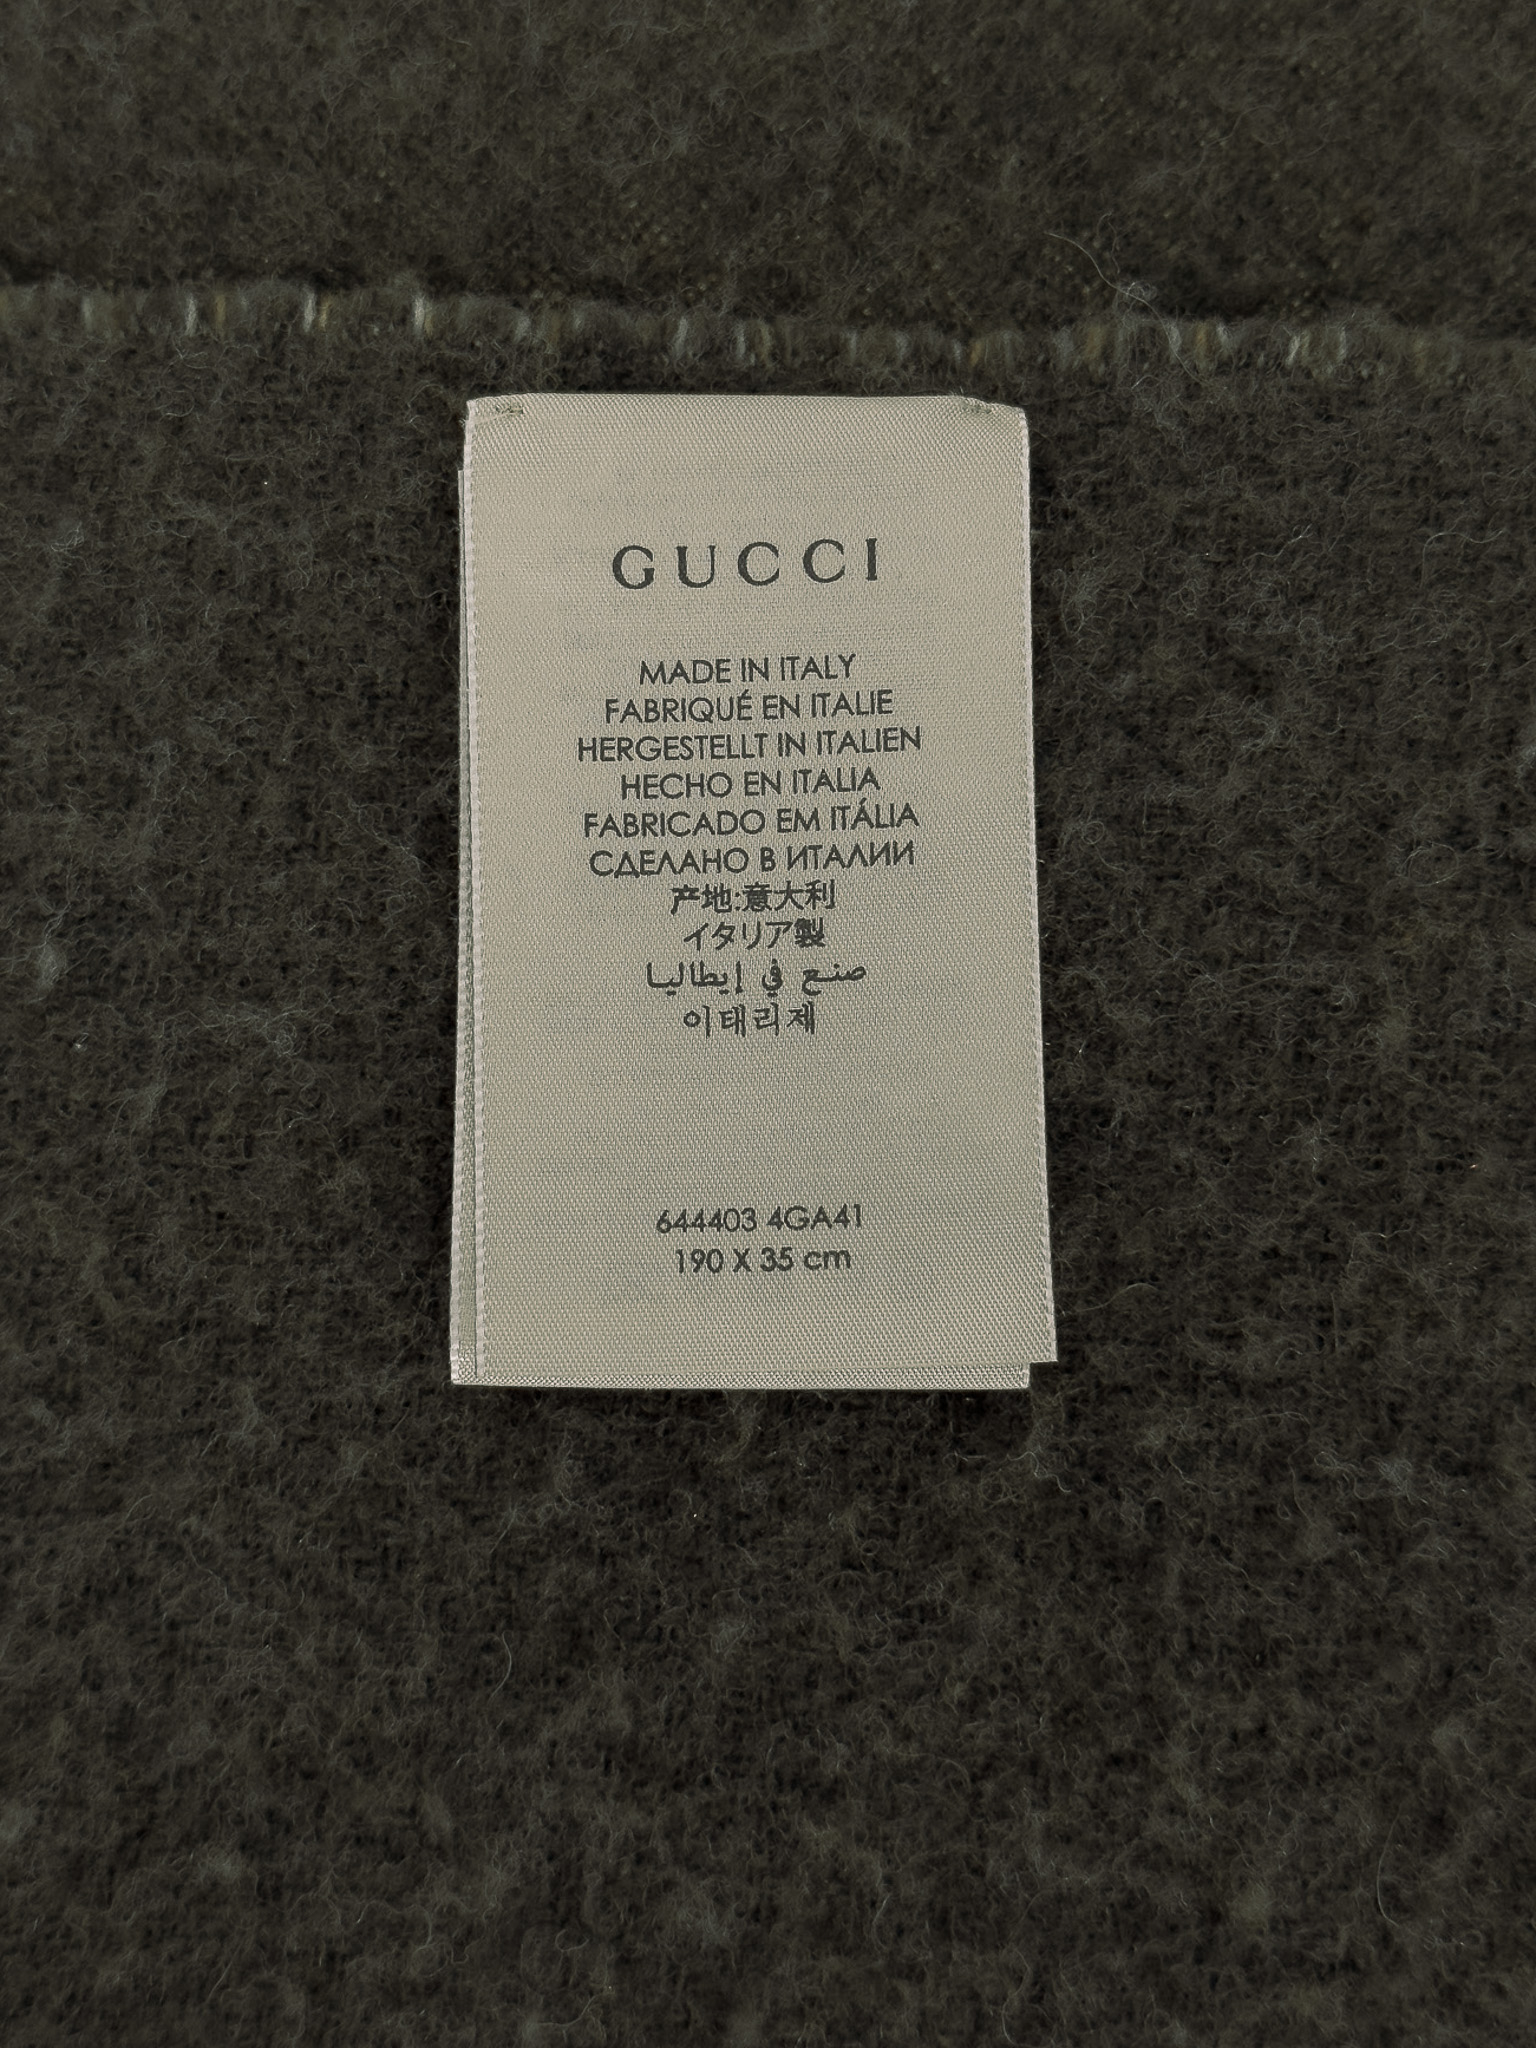 GUCCI
MADE IN ITALY
FABRIQUÉ EN ITALIE
HERGESTELLT IN ITALIEN
HECHO EN ITALIA
FABRICADO EM ITÁLIA
СДЕЛАНО В ИТАЛИИ
产地:意大利
イタリア製
صنع في إيطاليا
이태리제
644403 4GA41
190 X 35 cm